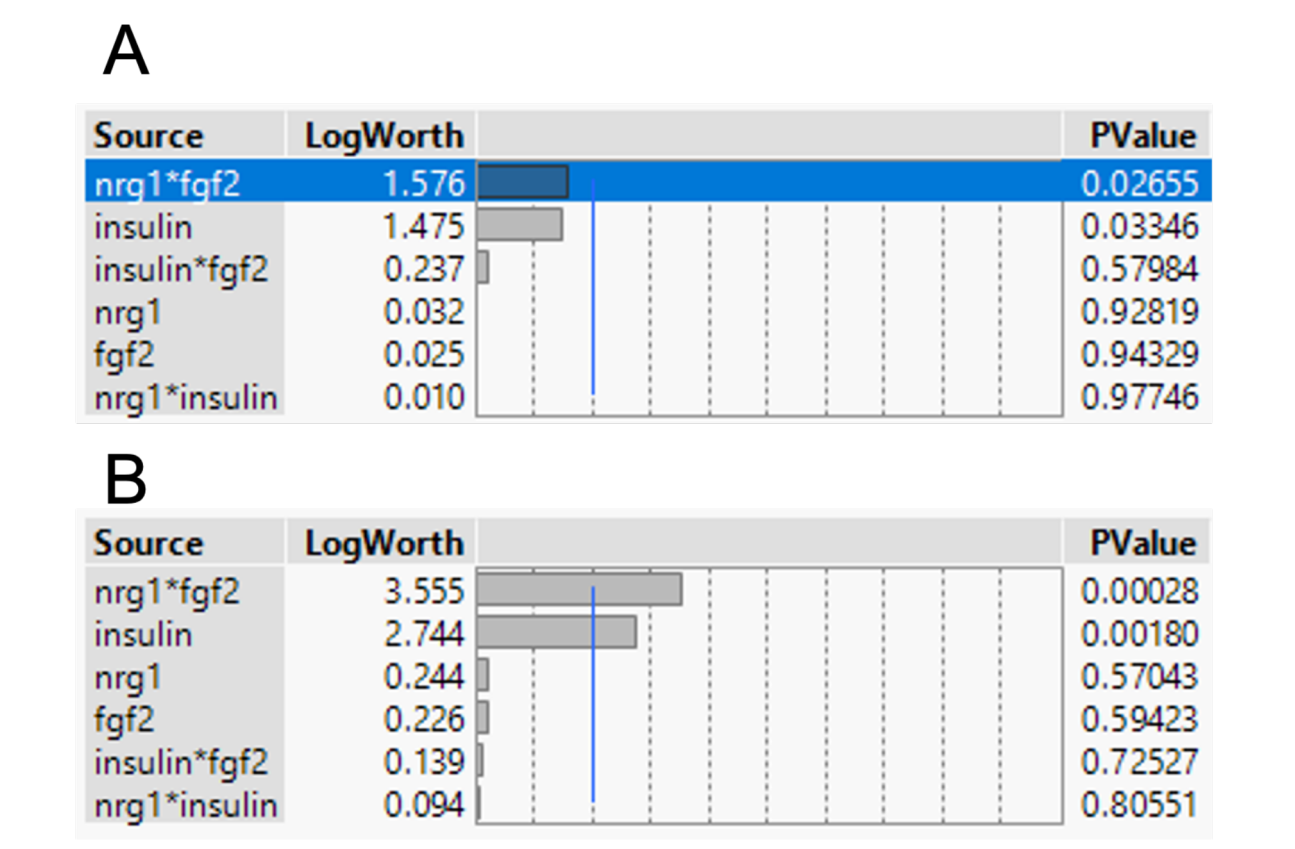 A
Source LogWorth PValue
nrg1*fgf2 1.576 0.02655
insulin 1.475 0.03346
insulin*fgf2 0.237 0.57984
nrg1 0.032 0.92819
fgf2 0.025 0.94329
nrg1*insulin 0.010 0.97746
B
Source LogWorth PValue
nrg1*fgf2 3.555 0.00028
insulin 2.744 0.00180
nrg1 0.244 0.57043
fgf2 0.226 0.59423
insulin*fgf2 0.139 0.72527
nrg1*insulin 0.094 0.80551